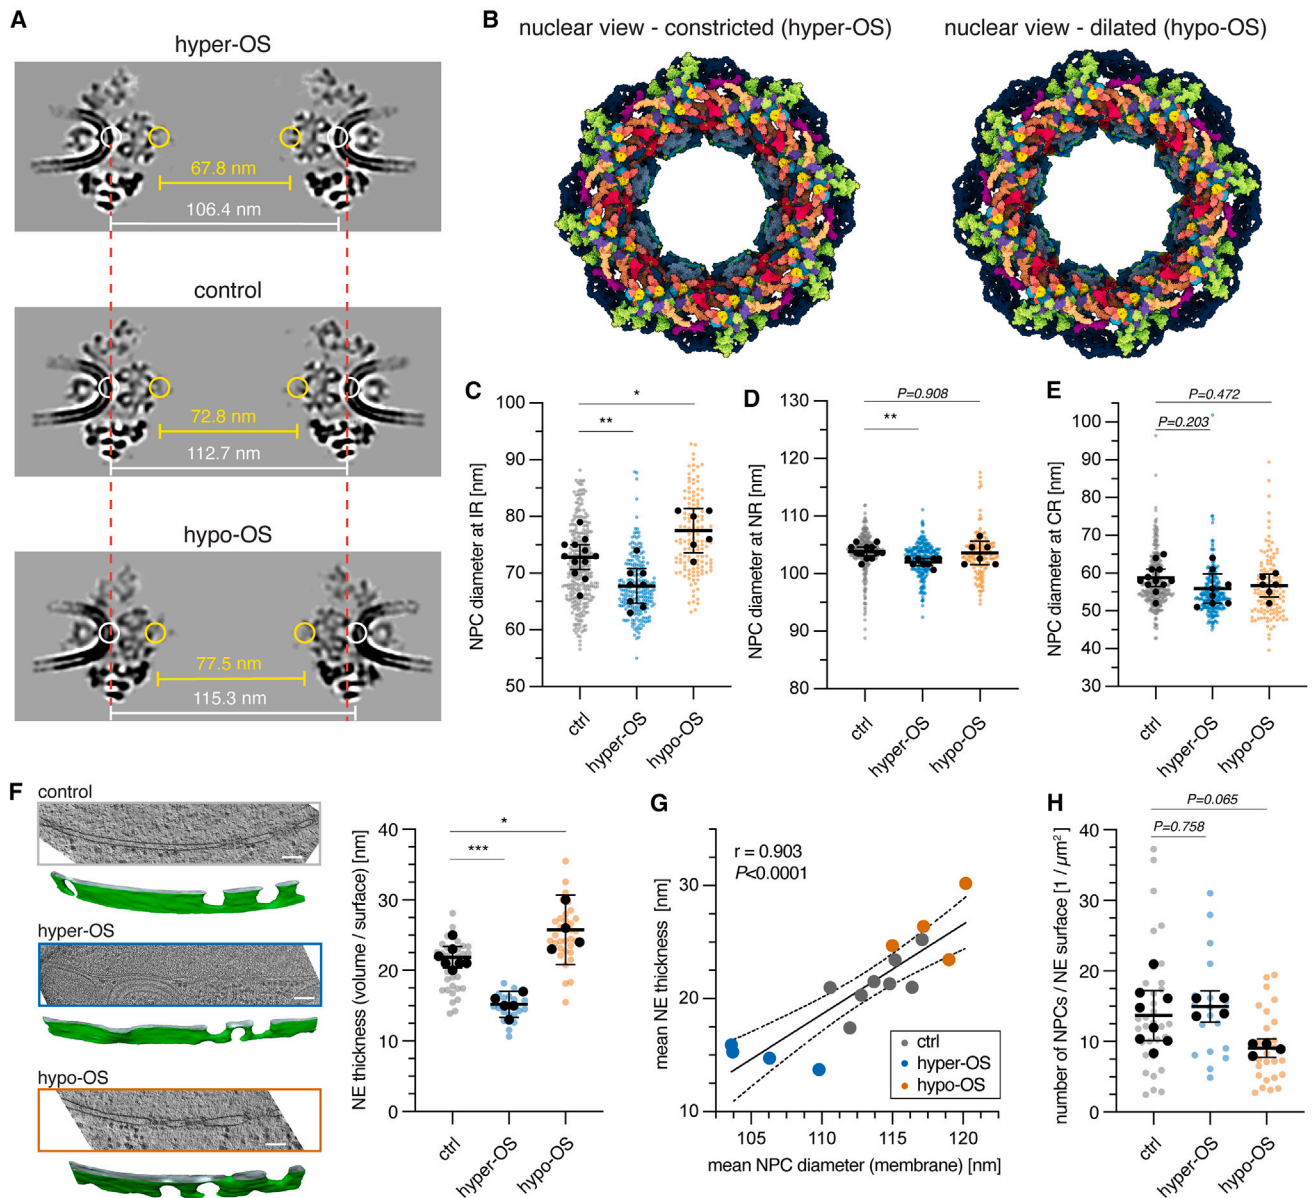 A
hyper-OS
67.8 nm
106.4 nm
control
72.8 nm
112.7 nm
hypo-OS
77.5 nm
115.3 nm
B
nuclear view - constricted (hyper-OS)
nuclear view - dilated (hypo-OS)
C
NPC diameter at IR [nm]
100
90
80
70
60
50
*
**
ctrl
hyper-OS
hypo-OS
D
NPC diameter at NR [nm]
130
120
110
100
90
80
P=0.908
**
ctrl
hyper-OS
hypo-OS
E
NPC diameter at CR [nm]
100
90
80
70
60
50
40
30
P=0.472
P=0.203
ctrl
hyper-OS
hypo-OS
F
control
hyper-OS
hypo-OS
NE thickness (volume / surface) [nm]
40
30
20
10
0
*
***
ctrl
hyper-OS
hypo-OS
G
mean NE thickness [nm]
30
20
10
r = 0.903
P<0.0001
ctrl
hyper-OS
hypo-OS
105
110
115
120
mean NPC diameter (membrane) [nm]
H
number of NPCs / NE surface [1 / µm²]
40
30
20
10
0
P=0.065
P=0.758
ctrl
hyper-OS
hypo-OS